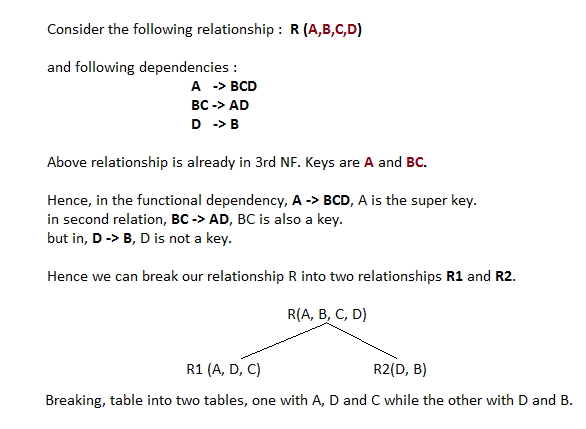 Consider the following relationship : R (A,B,C,D)
and following dependencies :
A -> BCD
BC -> AD
D -> B
Above relationship is already in 3rd NF. Keys are A and BC.
Hence, in the functional dependency, A -> BCD, A is the super key.
in second relation, BC -> AD, BC is also a key.
but in, D -> B, D is not a key.
Hence we can break our relationship R into two relationships R1 and R2.
R(A, B, C, D)
R1 (A, D, C) R2(D, B)
Breaking, table into two tables, one with A, D and C while the other with D and B.